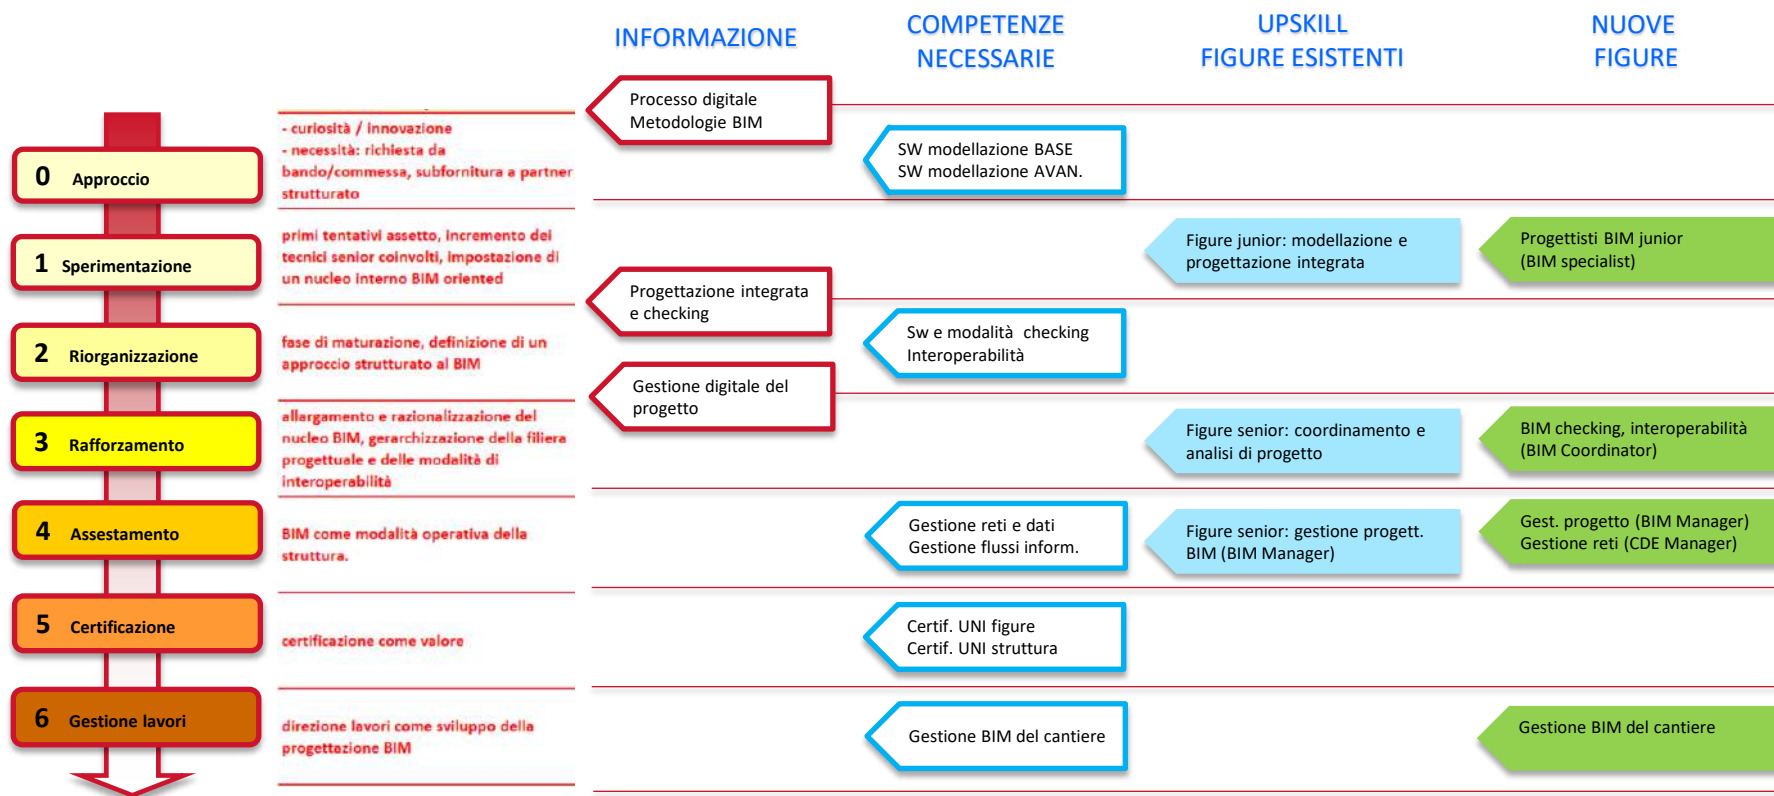 INFORMAZIONE
COMPETENZE
NECESSARIE
UPSKILL
FIGURE ESISTENTI
NUOVE
FIGURE
Processo digitale
Metodologie BIM
0 Approccio
- curiosità / innovazione
- necessità: richiesta da
bando/commessa, subfornitura a partner
strutturato
SW modellazione BASE
SW modellazione AVAN.
1 Sperimentazione
primi tentativi assetto, incremento dei
tecnici senior coinvolti, impostazione di
un nucleo interno BIM oriented
Figure junior: modellazione e
progettazione integrata
Progettisti BIM junior
(BIM specialist)
Progettazione integrata
e checking
2 Riorganizzazione
fase di maturazione, definizione di un
approccio strutturato al BIM
Sw e modalità checking
Interoperabilità
Gestione digitale del
progetto
3 Rafforzamento
allargamento e razionalizzazione del
nucleo BIM, gerarchizzazione della filiera
progettuale e delle modalità di
interoperabilità
Figure senior: coordinamento e
analisi di progetto
BIM checking, interoperabilità
(BIM Coordinator)
4 Assestamento
BIM come modalità operativa della
struttura.
Gestione reti e dati
Gestione flussi inform.
Figure senior: gestione progett.
BIM (BIM Manager)
Gest. progetto (BIM Manager)
Gestione reti (CDE Manager)
5 Certificazione
certificazione come valore
Certif. UNI figure
Certif. UNI struttura
6 Gestione lavori
direzione lavori come sviluppo della
progettazione BIM
Gestione BIM del cantiere
Gestione BIM del cantiere